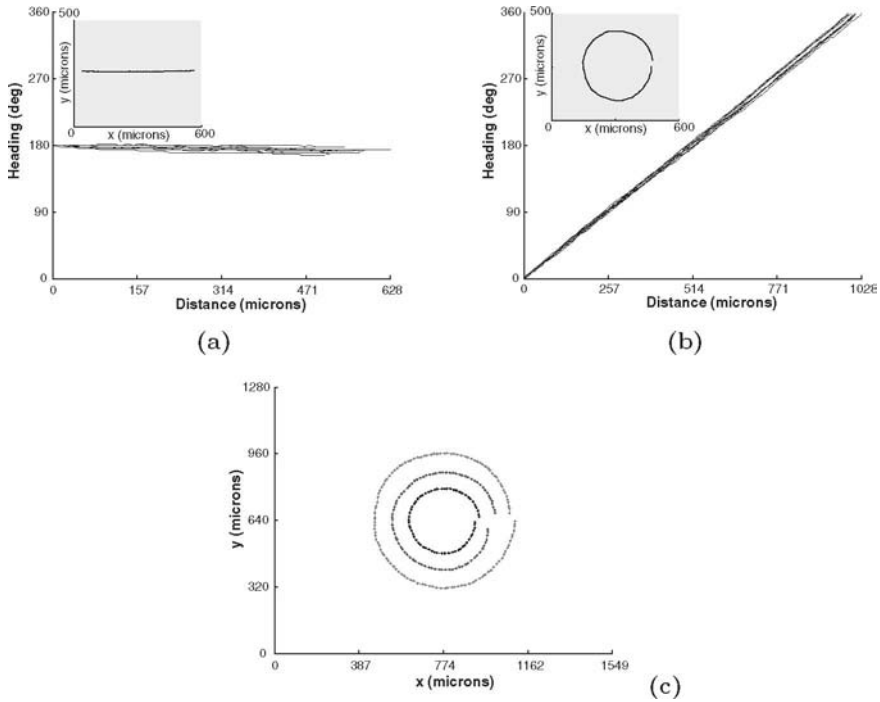 360
270
180
90
0
Heading (deg)
500
y (microns)
0
x (microns)
600
0
157
314
471
628
Distance (microns)
(a)
360
270
180
90
0
Heading (deg)
500
y (microns)
0
x (microns)
600
0
257
514
771
1028
Distance (microns)
(b)
1280
960
640
320
0
y (microns)
0
387
774
1162
1549
x (microns)
(c)